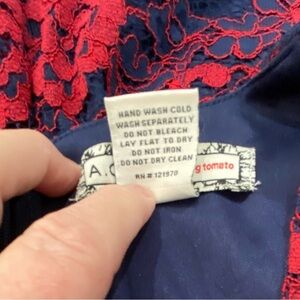 HAND WASH COLD
WASH SEPARATELY
DO NOT BLEACH
LAY FLAT TO DRY
DO NOT IRON
DO NOT DRY CLEAN
RN# 121970
A.
g tomato